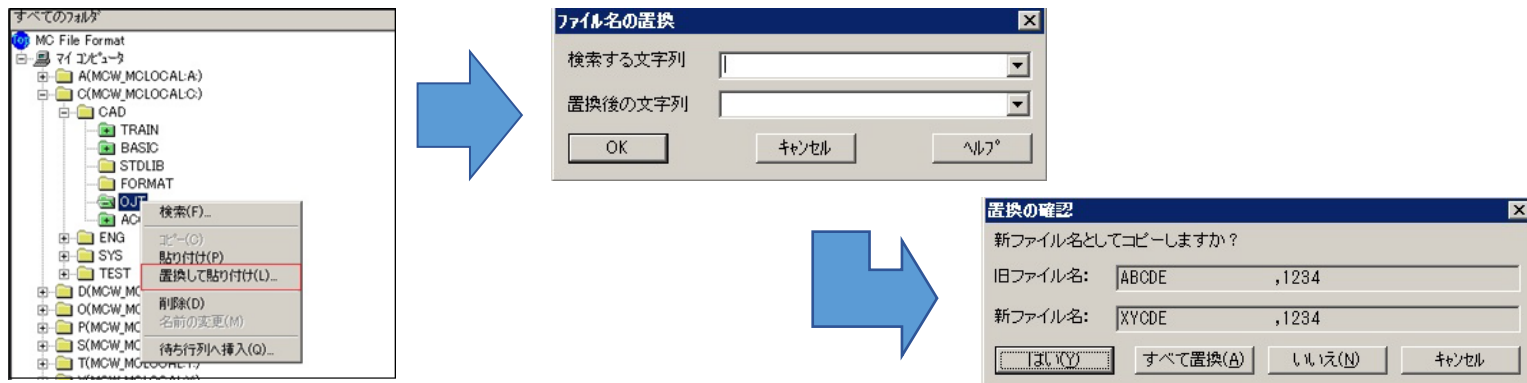 すべてのフォルダ
MC File Format
マイ コンピュータ
A(MCW_MCLOCAL:A:)
C(MCW_MCLOCAL:C:)
CAD
TRAIN
BASIC
STDLIB
FORMAT
OJT
ENG
SYS
TEST
D(MCW_MC
O(MCW_MC
P(MCW_MC
S(MCW_MC
検索(F)...
コピー(C)
貼り付け(P)
置換して貼り付け(L)...
削除(D)
名前の変更(M)
待ち行列へ挿入(Q)...
ファイル名の置換
検索する文字列
置換後の文字列
OK キャンセル ヘルプ
置換の確認
新ファイル名としてコピーしますか？
旧ファイル名: ABCDE ,1234
新ファイル名: XYCDE ,1234
はい(Y) すべて置換(A) いいえ(N) キャンセル